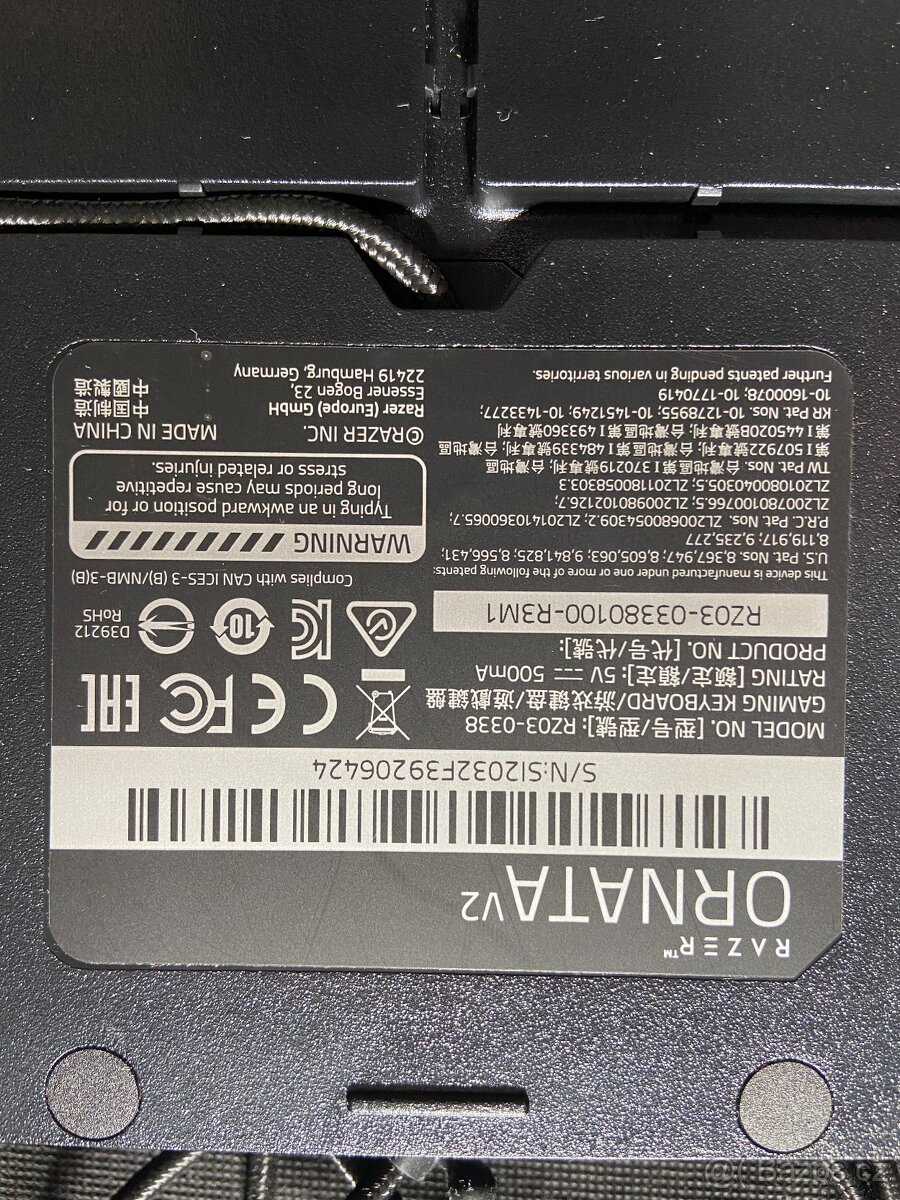 RAZER™
ORNATA V2
S/N:SI2032F39206424
MODEL NO. [型号/型號]: RZ03-0338
GAMING KEYBOARD/游戏键盘/遊戲鍵盤
RATING [额定/額定]: 5V ⎓ 500mA
PRODUCT NO. [代号/代號]:
RZ03-03380100-R3M1
This device is manufactured under one or more of the following patents:
U.S. Pat. Nos. 8,367,947; 8,605,063; 9,841,825; 8,566,431;
8,119,917; 9,235,277
P.R.C. Pat. Nos. ZL200680054309.2; ZL201410360065.7;
ZL200780100766.5; ZL200980102126.7;
ZL201080040305.5; ZL201180058303.3
TW Pat. Nos. 台灣地區第I370219號專利; 台灣地區
第I507922號專利; 台灣地區第I484339號專利; 台灣地區
第I445020B號專利; 台灣地區第I493360號專利
KR Pat. Nos. 10-1278955; 10-1451249; 10-1433277;
10-1600078; 10-1770419
Further patents pending in various territories.
CE FC EAC
10
D39212
RoHS
Complies with CAN ICES-3 (B)/NMB-3(B)
WARNING
Typing in an awkward position or for
long periods may cause repetitive
stress or related injuries.
©RAZER INC.
MADE IN CHINA
Razer (Europe) GmbH
Essener Bogen 23,
22419 Hamburg, Germany
中国制造
中國製造